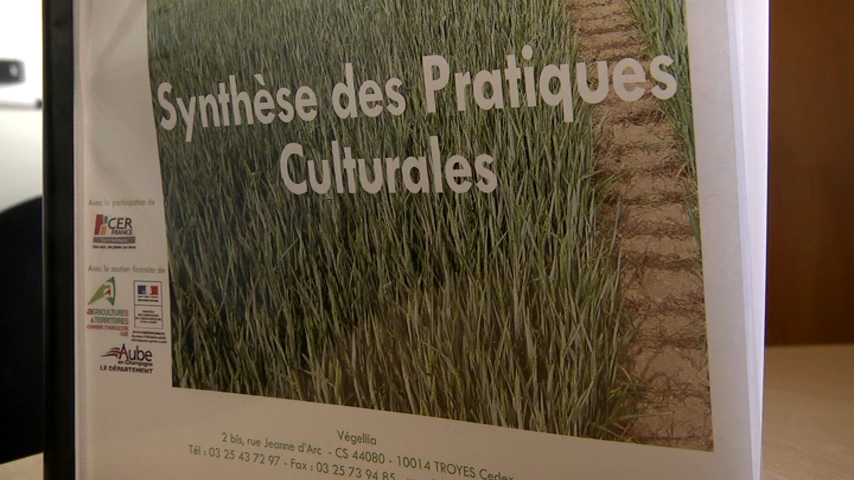 Synthèse des Pratiques
Culturales
Avec la participation de
CER
FRANCE
Avec le soutien financier de
AGRICULTURES
& TERRITOIRES
Aube
en Champagne
LE DÉPARTEMENT
Végellia
2 bis, rue Jeanne d'Arc - CS 44080 - 10014 TROYES Cedex
Tél : 03 25 43 72 97 - Fax : 03 25 73 94 85